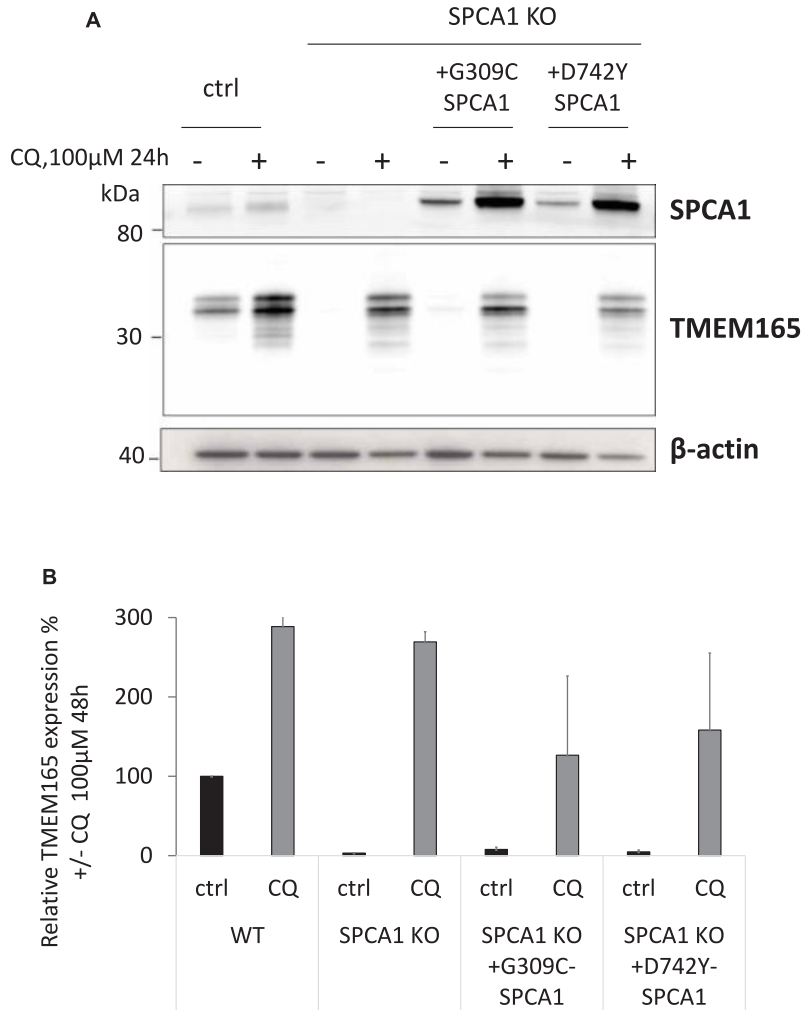 A
SPCA1 KO
ctrl
+G309C +D742Y
SPCA1 SPCA1
CQ,100µM 24h - + - + - + - +
kDa
80
SPCA1
30
TMEM165
40
β-actin
B
Relative TMEM165 expression %
+/- CQ 100µM 48h
300
200
100
0
ctrl CQ ctrl CQ ctrl CQ ctrl CQ
WT SPCA1 KO SPCA1 KO SPCA1 KO
+G309C- +D742Y-
SPCA1 SPCA1